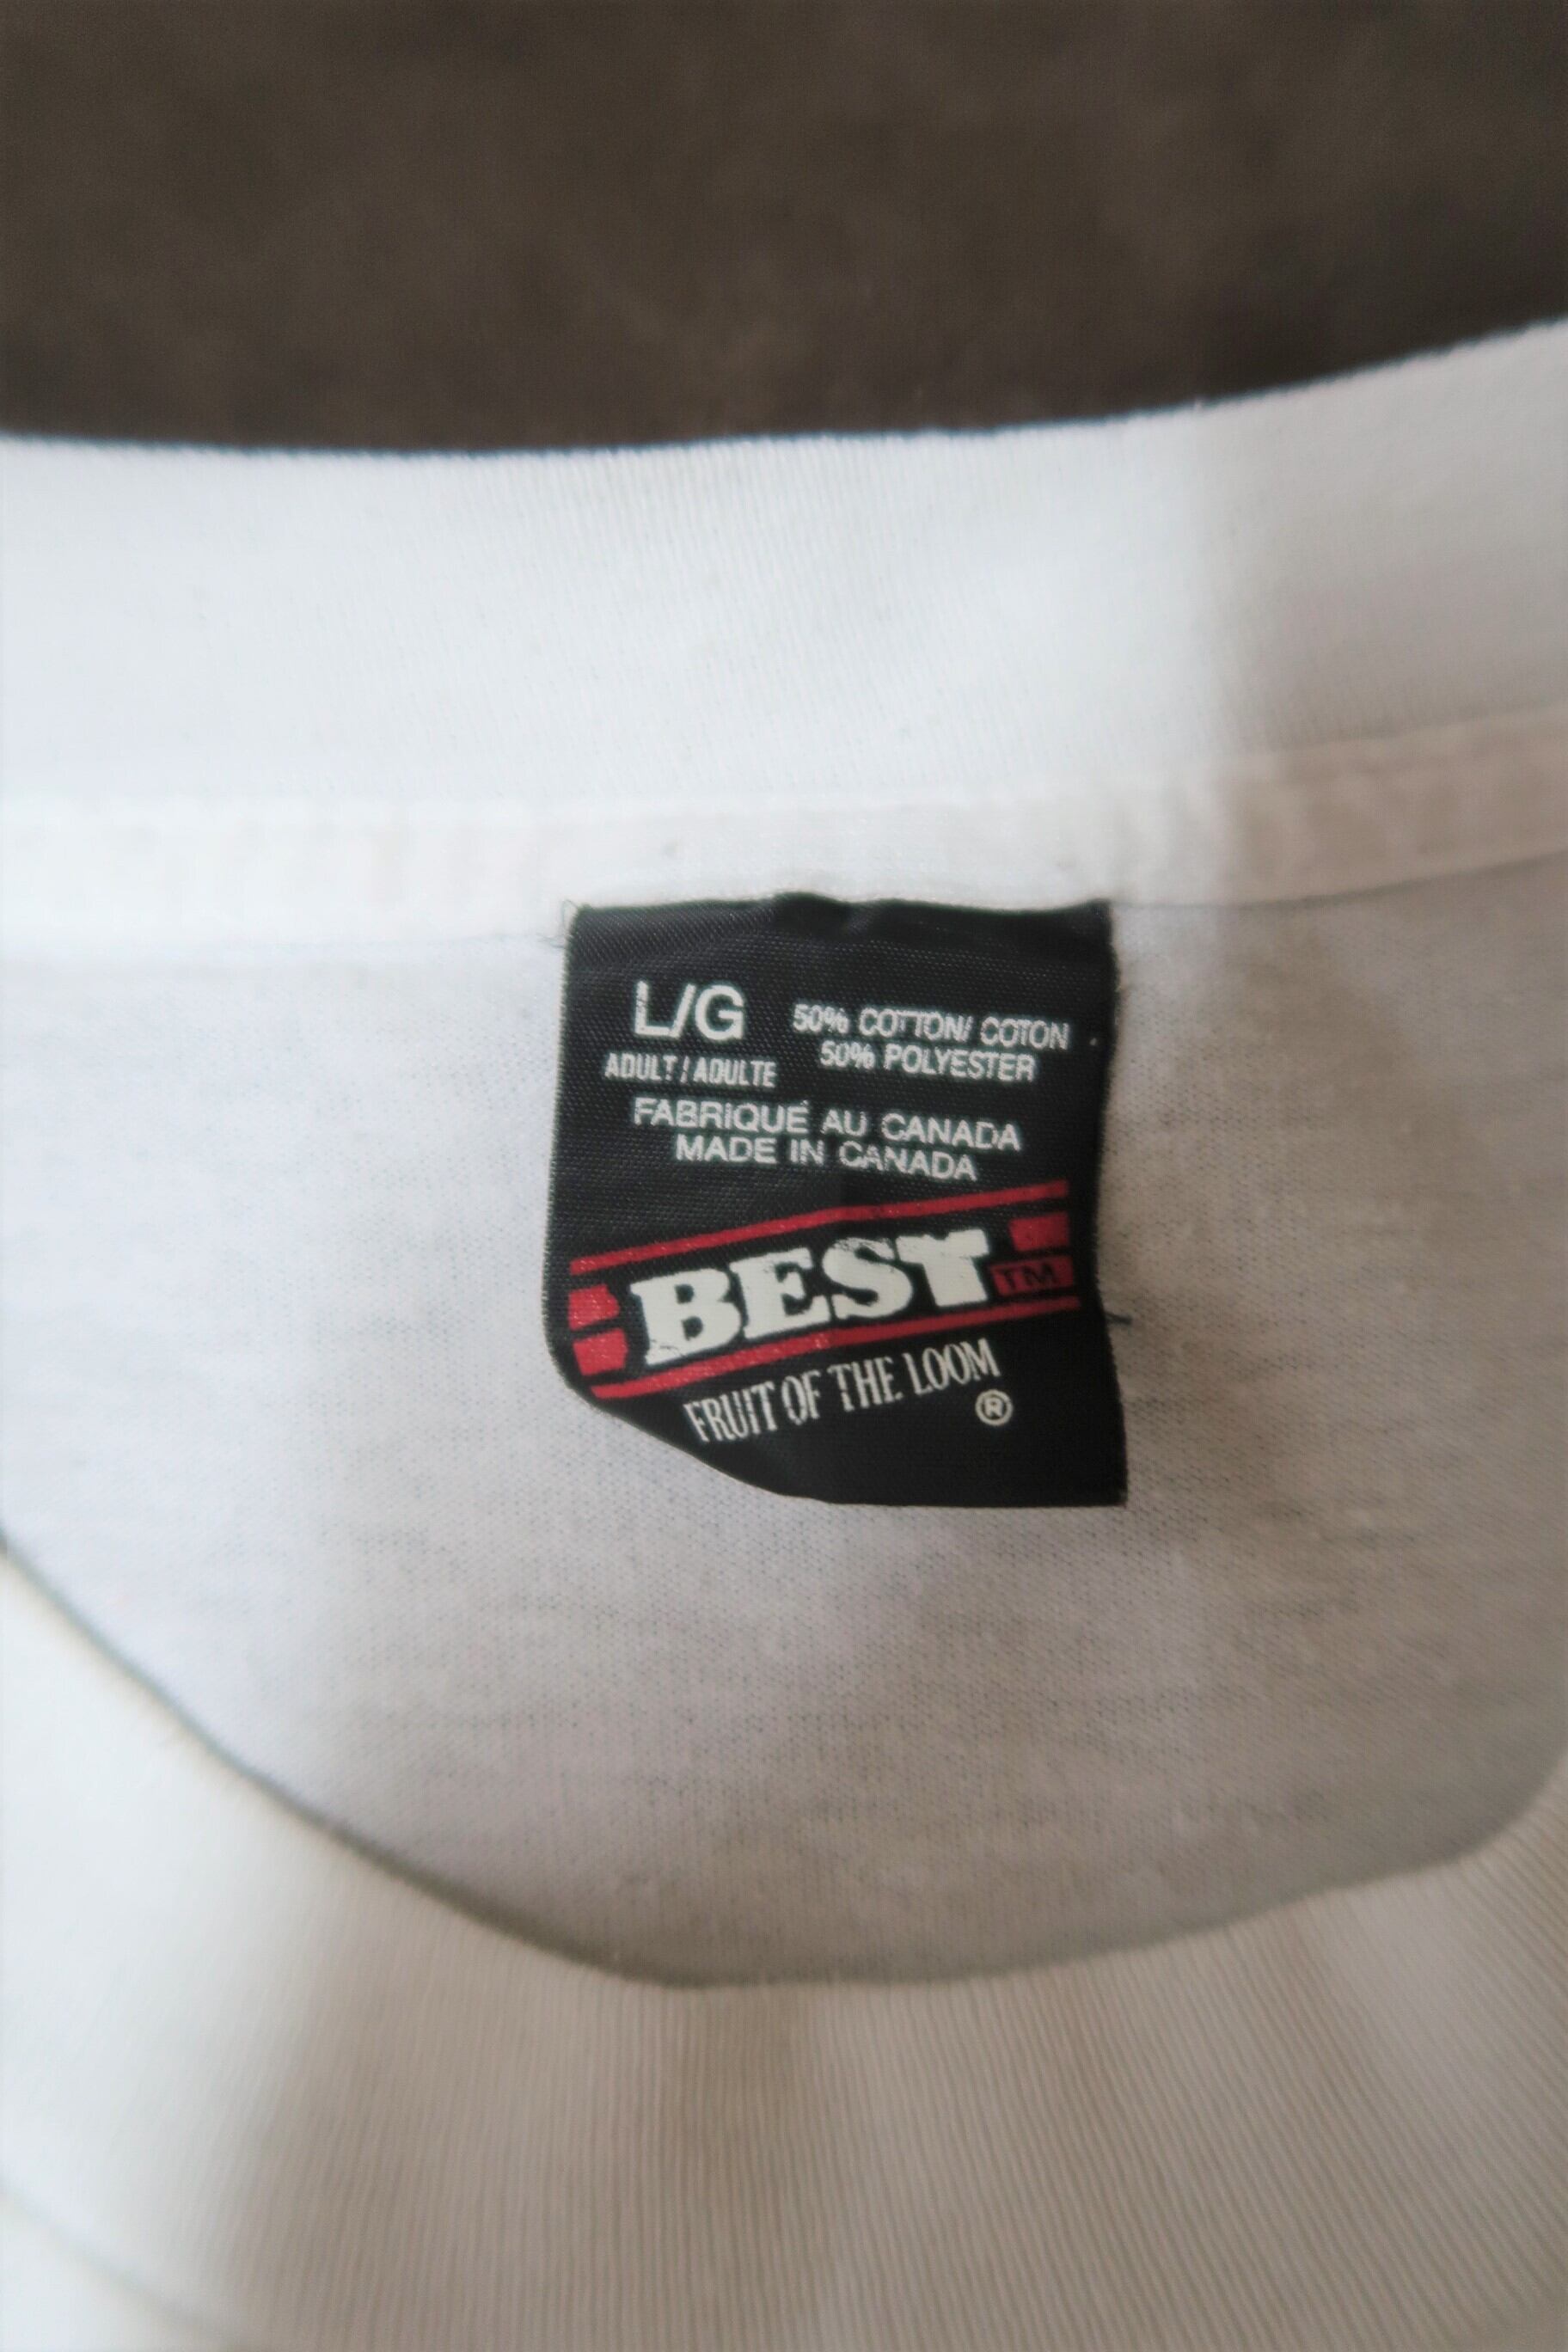 L/G
50% COTTON/ COTON
ADULT/ADULTE
50% POLYESTER
FABRIQUÉ AU CANADA
MADE IN CANADA
BEST TM
FRUIT OF THE LOOM
®